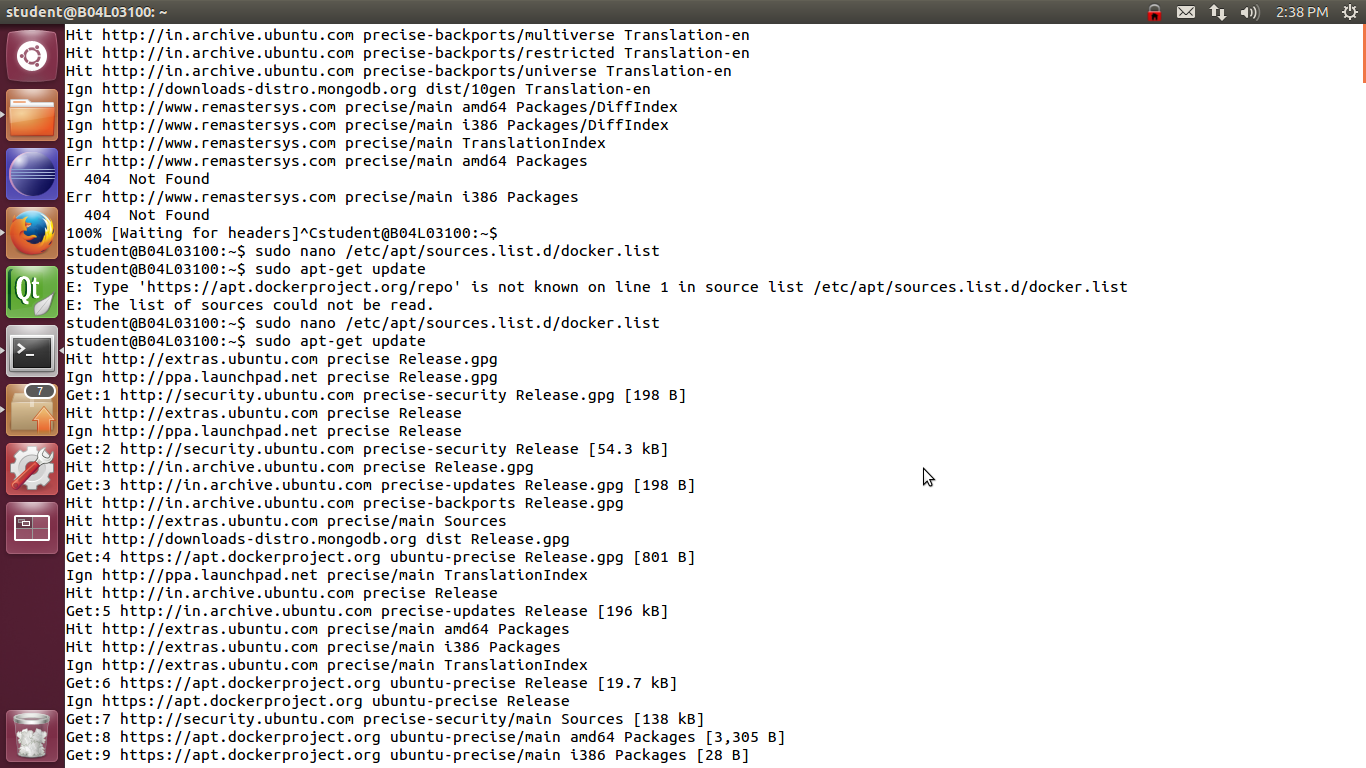 student@B04L03100: ~
2:38 PM
Hit http://in.archive.ubuntu.com precise-backports/multiverse Translation-en
Hit http://in.archive.ubuntu.com precise-backports/restricted Translation-en
Hit http://in.archive.ubuntu.com precise-backports/universe Translation-en
Ign http://downloads-distro.mongodb.org dist/10gen Translation-en
Ign http://www.remastersys.com precise/main amd64 Packages/DiffIndex
Ign http://www.remastersys.com precise/main i386 Packages/DiffIndex
Ign http://www.remastersys.com precise/main TranslationIndex
Err http://www.remastersys.com precise/main amd64 Packages
  404  Not Found
Err http://www.remastersys.com precise/main i386 Packages
  404  Not Found
100% [Waiting for headers]^Cstudent@B04L03100:~$
student@B04L03100:~$ sudo nano /etc/apt/sources.list.d/docker.list
student@B04L03100:~$ sudo apt-get update
E: Type 'https://apt.dockerproject.org/repo' is not known on line 1 in source list /etc/apt/sources.list.d/docker.list
E: The list of sources could not be read.
student@B04L03100:~$ sudo nano /etc/apt/sources.list.d/docker.list
student@B04L03100:~$ sudo apt-get update
Hit http://extras.ubuntu.com precise Release.gpg
Ign http://ppa.launchpad.net precise Release.gpg
Get:1 http://security.ubuntu.com precise-security Release.gpg [198 B]
Hit http://extras.ubuntu.com precise Release
Ign http://ppa.launchpad.net precise Release
Get:2 http://security.ubuntu.com precise-security Release [54.3 kB]
Hit http://in.archive.ubuntu.com precise Release.gpg
Get:3 http://in.archive.ubuntu.com precise-updates Release.gpg [198 B]
Hit http://in.archive.ubuntu.com precise-backports Release.gpg
Hit http://extras.ubuntu.com precise/main Sources
Hit http://downloads-distro.mongodb.org dist Release.gpg
Get:4 https://apt.dockerproject.org ubuntu-precise Release.gpg [801 B]
Ign http://ppa.launchpad.net precise/main TranslationIndex
Hit http://in.archive.ubuntu.com precise Release
Get:5 http://in.archive.ubuntu.com precise-updates Release [196 kB]
Hit http://extras.ubuntu.com precise/main amd64 Packages
Hit http://extras.ubuntu.com precise/main i386 Packages
Ign http://extras.ubuntu.com precise/main TranslationIndex
Get:6 https://apt.dockerproject.org ubuntu-precise Release [19.7 kB]
Ign https://apt.dockerproject.org ubuntu-precise Release
Get:7 http://security.ubuntu.com precise-security/main Sources [138 kB]
Get:8 https://apt.dockerproject.org ubuntu-precise/main amd64 Packages [3,305 B]
Get:9 https://apt.dockerproject.org ubuntu-precise/main i386 Packages [28 B]
Qt
>_
7